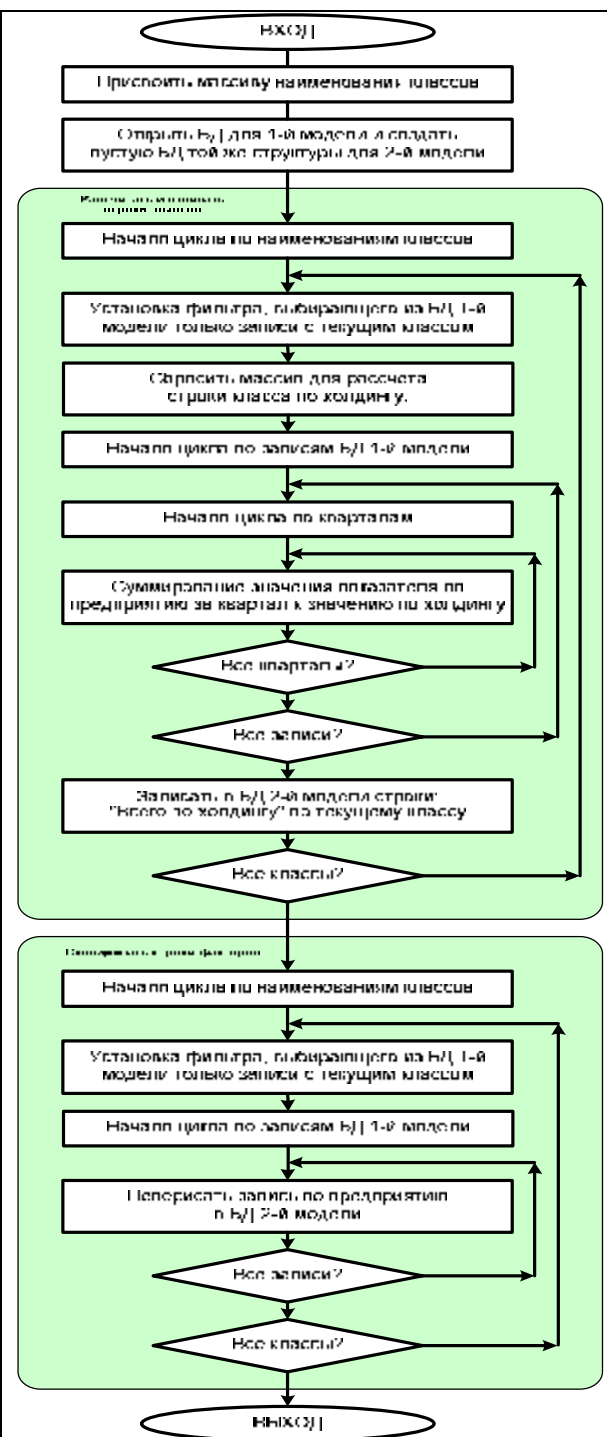 ВХОД
Присвоить массиву наименования классов
Открыть БД для 1-й модели и создать
пустую БД той же структуры для 2-й модели
Начало цикла по наименованиям классов
Установка фильтра, выбирающего из БД 1-й
модели только записи с текущим классом
Сбросить массив для рассчета
строки класса по холдингу.
Начало цикла по записям БД 1-й модели
Начало цикла по кварталам
Суммирование значения показателя по
предприятию за квартал к значению по холдингу
Все кварталы?
Все записи?
Записать в БД 2-й модели строки:
"Всего по холдингу" по текущему классу
Все классы?
Начало цикла по наименованиям классов
Установка фильтра, выбирающего из БД 1-й
модели только записи с текущим классом
Начало цикла по записям БД 1-й модели
Переписать запись по предприятию
в БД 2-й модели
Все записи?
Все классы?
ВЫХОД